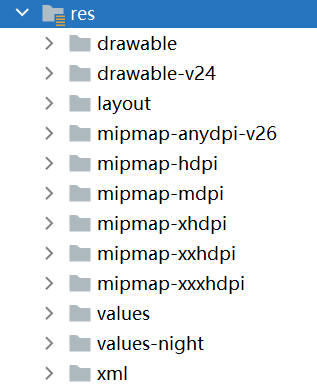 res
drawable
drawable-v24
layout
mipmap-anydpi-v26
mipmap-hdpi
mipmap-mdpi
mipmap-xhdpi
mipmap-xxhdpi
mipmap-xxxhdpi
values
values-night
xml